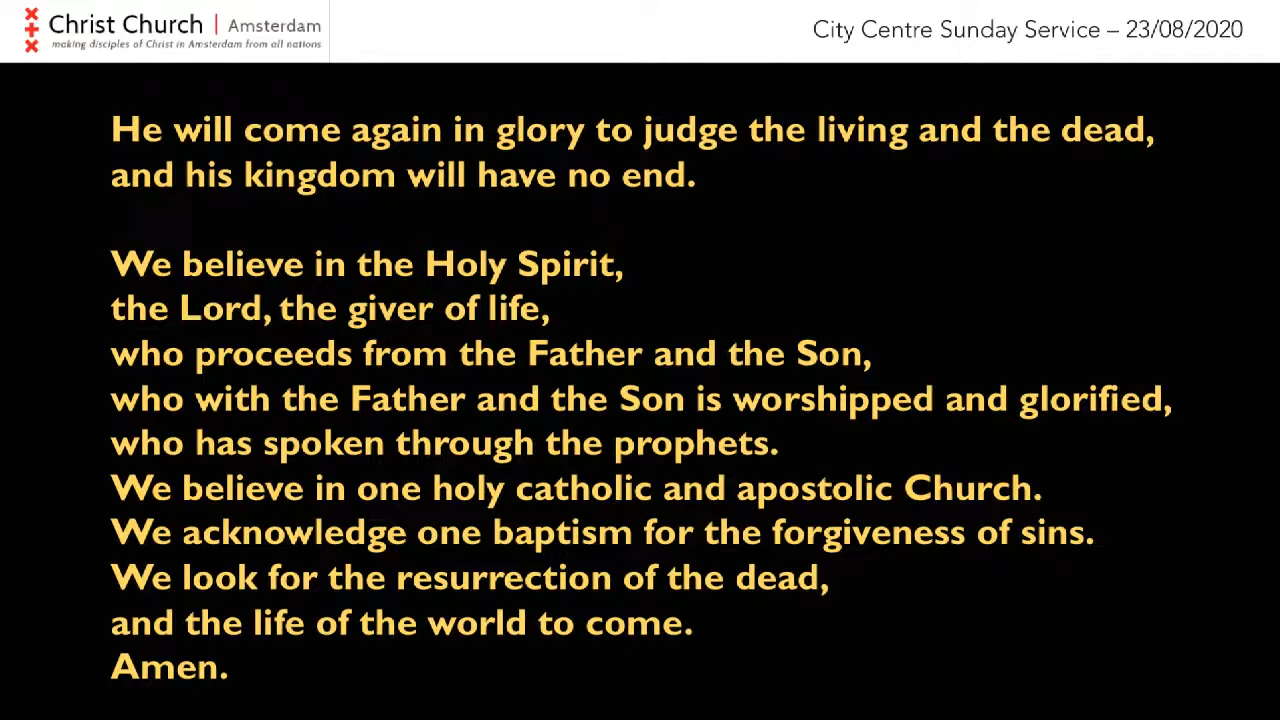 Christ Church | Amsterdam
making disciples of Christ in Amsterdam from all nations
City Centre Sunday Service – 23/08/2020
He will come again in glory to judge the living and the dead,
and his kingdom will have no end.
We believe in the Holy Spirit,
the Lord, the giver of life,
who proceeds from the Father and the Son,
who with the Father and the Son is worshipped and glorified,
who has spoken through the prophets.
We believe in one holy catholic and apostolic Church.
We acknowledge one baptism for the forgiveness of sins.
We look for the resurrection of the dead,
and the life of the world to come.
Amen.